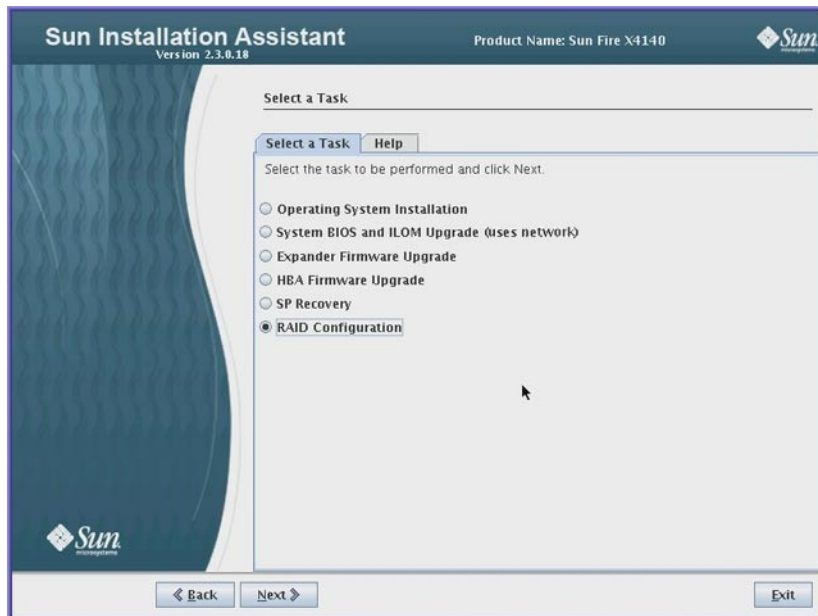 Sun Installation Assistant
Version 2.3.0.18
Product Name: Sun Fire X4140
Sun
microsystems
Select a Task
Select a Task
Help
Select the task to be performed and click Next.
Operating System Installation
System BIOS and ILOM Upgrade (uses network)
Expander Firmware Upgrade
HBA Firmware Upgrade
SP Recovery
RAID Configuration
Sun
microsystems
Back
Next
Exit